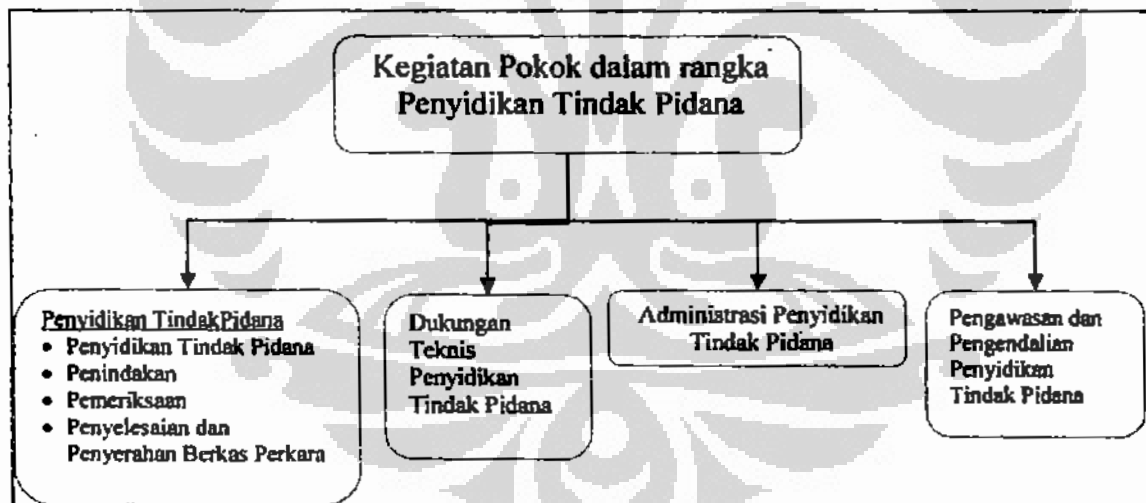 Kegiatan Pokok dalam rangka
Penyidikan Tindak Pidana
Penyidikan TindakPidana
• Penyidikan Tindak Pidana
• Penindakan
• Pemeriksaan
• Penyelesaian dan
Penyerahan Berkas Perkara
Dukungan
Teknis
Penyidikan
Tindak Pidana
Administrasi Penyidikan
Tindak Pidana
Pengawasan dan
Pengendalian
Penyidikan
Tindak Pidana